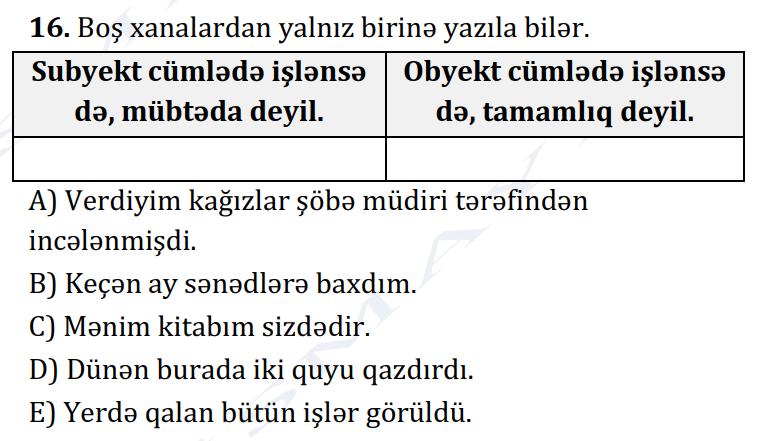 16. Boş xanalardan yalnız birinə yazıla bilər.
Subyekt cümlədə işlənsə
də, mübtəda deyil.
Obyekt cümlədə işlənsə
də, tamamlıq deyil.
A) Verdiyim kağızlar şöbə müdiri tərəfindən
incələnmişdi.
B) Keçən ay sənədlərə baxdım.
C) Mənim kitabım sizdədir.
D) Dünən burada iki quyu qazdırdı.
E) Yerdə qalan bütün işlər görüldü.